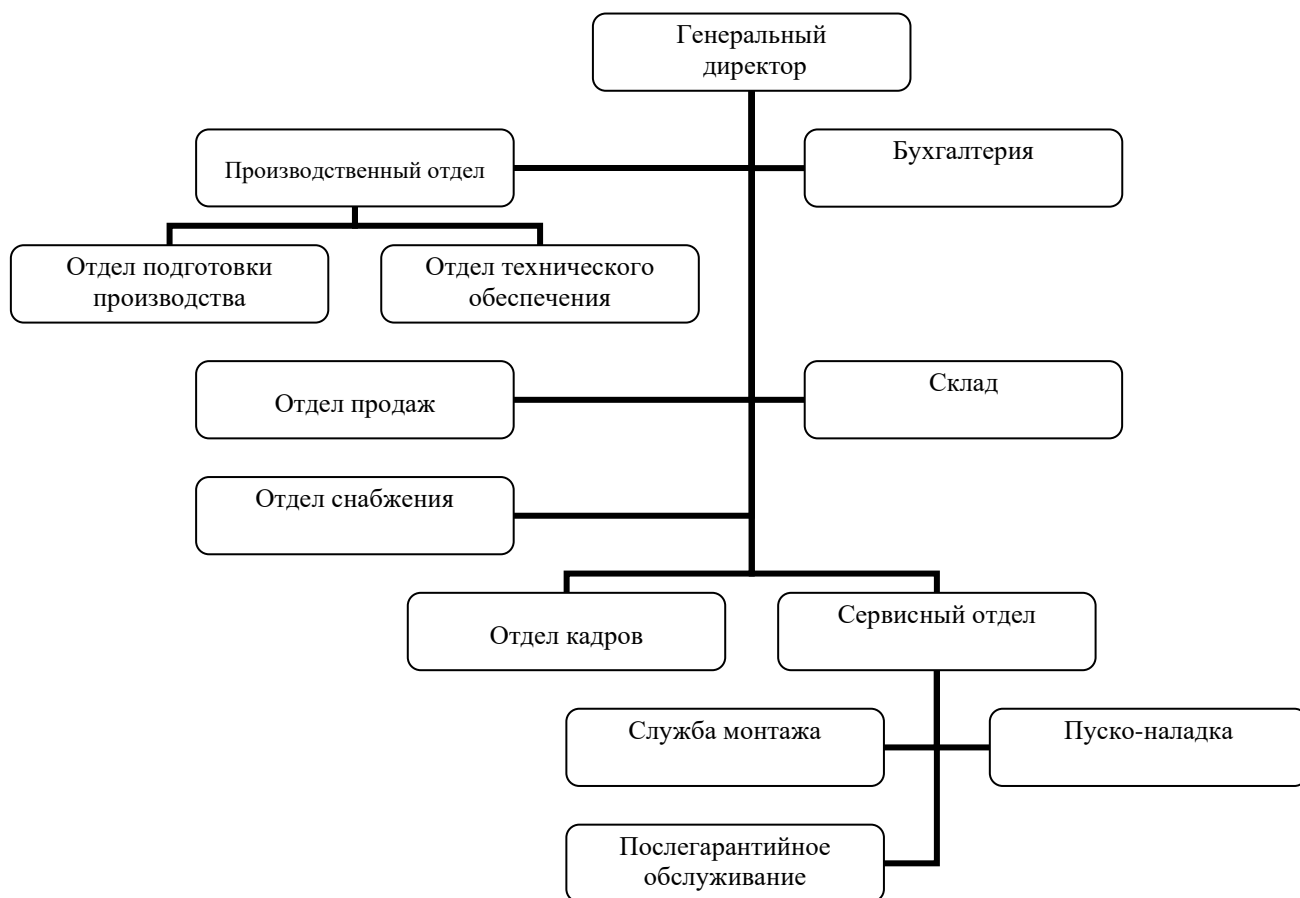 Генеральный
директор
Производственный отдел
Бухгалтерия
Отдел подготовки
производства
Отдел технического
обеспечения
Отдел продаж
Склад
Отдел снабжения
Отдел кадров
Сервисный отдел
Служба монтажа
Пуско-наладка
Послегарантийное
обслуживание